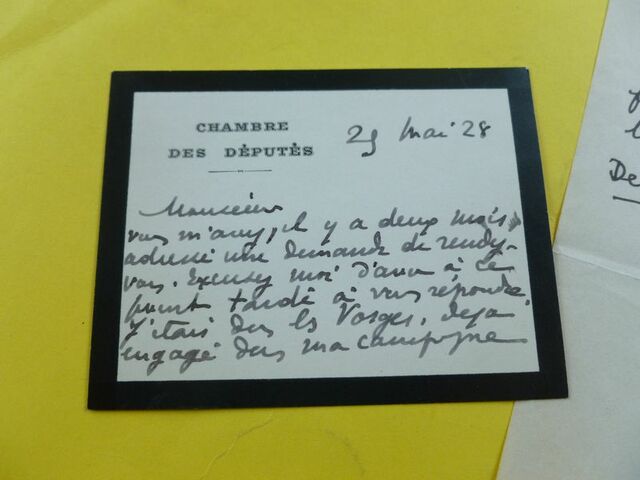 CHAMBRE
DES DÉPUTÉS
29 mai 28
Monsieur
vous m'avez, il y a deux mois,
adressé une demande de rendez-
vous. Excusez moi d'avoir à ce
point tardé à vous répondre.
J'étais dans les Vosges, déjà
engagé dans ma campagne
De